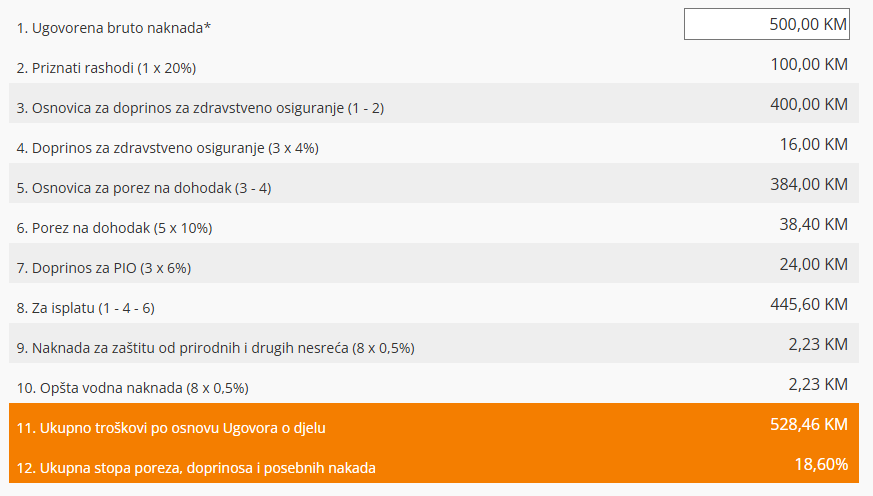 1. Ugovorena bruto naknada* 500,00 KM
2. Priznati rashodi (1 x 20%) 100,00 KM
3. Osnovica za doprinos za zdravstveno osiguranje (1 - 2) 400,00 KM
4. Doprinos za zdravstveno osiguranje (3 x 4%) 16,00 KM
5. Osnovica za porez na dohodak (3 - 4) 384,00 KM
6. Porez na dohodak (5 x 10%) 38,40 KM
7. Doprinos za PIO (3 x 6%) 24,00 KM
8. Za isplatu (1 - 4 - 6) 445,60 KM
9. Naknada za zaštitu od prirodnih i drugih nesreća (8 x 0,5%) 2,23 KM
10. Opšta vodna naknada (8 x 0,5%) 2,23 KM
11. Ukupno troškovi po osnovu Ugovora o djelu 528,46 KM
12. Ukupna stopa poreza, doprinosa i posebnih nakada 18,60%